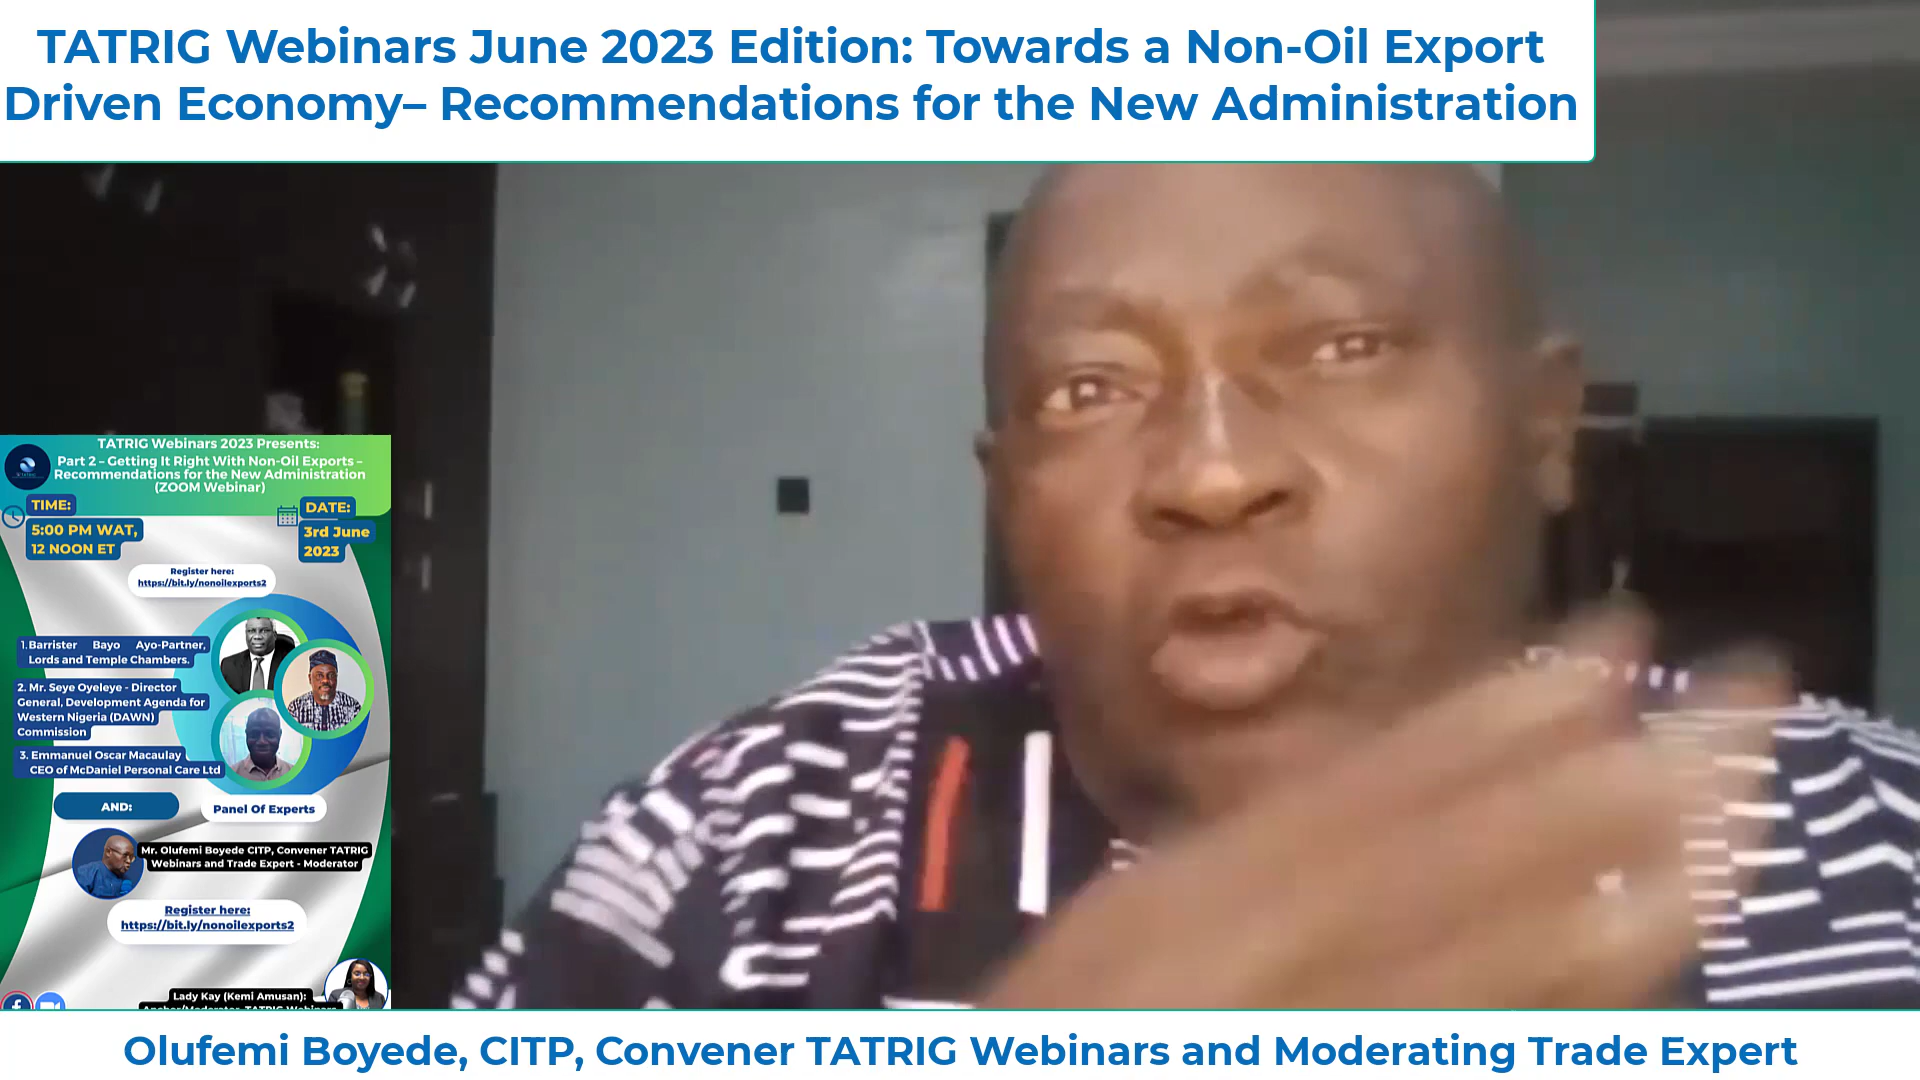 TATRIG Webinars June 2023 Edition: Towards a Non-Oil Export
Driven Economy– Recommendations for the New Administration
TATRIG Webinars 2023 Presents:
Part 2 – Getting It Right With Non-Oil Exports –
Recommendations for the New Administration
(ZOOM Webinar)
TIME:
5:00 PM WAT,
12 NOON ET
DATE:
3rd June
2023
Register here:
https://bit.ly/nonoilexports2
1. Barrister Bayo Ayo-Partner,
Lords and Temple Chambers.
2. Mr. Seye Oyeleye - Director
General, Development Agenda for
Western Nigeria (DAWN)
Commission
3. Emmanuel Oscar Macaulay
CEO of McDaniel Personal Care Ltd
AND:
Panel Of Experts
Mr. Olufemi Boyede CITP, Convener TATRIG
Webinars and Trade Expert - Moderator
Register here:
https://bit.ly/nonoilexports2
Lady Kay (Kemi Amusan):
Anchor/Moderator, TATRIG Webinars
Olufemi Boyede, CITP, Convener TATRIG Webinars and Moderating Trade Expert